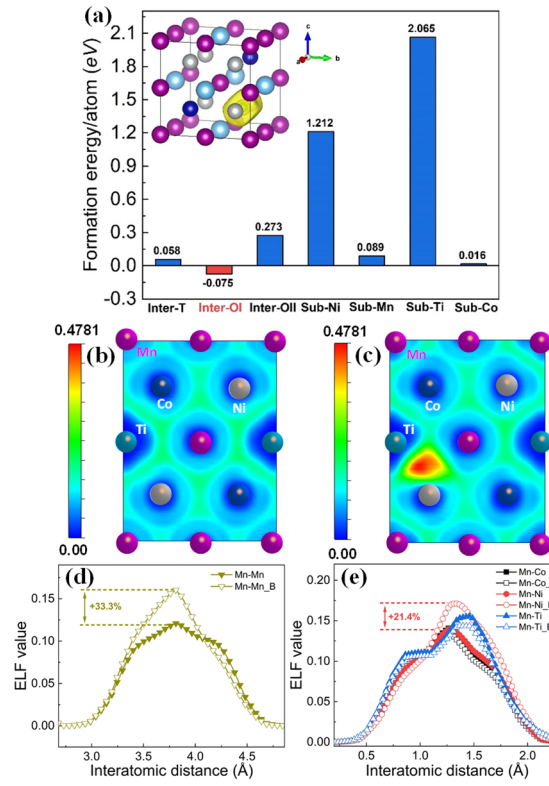 (a)
Formation energy/atom (eV)
2.1
1.8
1.5
1.2
0.9
0.6
0.3
0.0
-0.3
c
a
b
0.058
-0.075
0.273
1.212
0.089
2.065
0.016
Inter-T Inter-OI Inter-OII Sub-Ni Sub-Mn Sub-Ti Sub-Co
0.4781
(b)
Mn
Co
Ni
Ti
0.00
0.4781
(c)
Mn
Co
Ni
Ti
0.00
(d)
ELF value
0.15
0.10
0.05
0.00
+33.3%
Mn-Mn
Mn-Mn_B
3.0 3.5 4.0 4.5
Interatomic distance (Å)
(e)
ELF value
0.20
0.15
0.10
0.05
0.00
+21.4%
Mn-Co
Mn-Co_
Mn-Ni
Mn-Ni_
Mn-Ti
Mn-Ti_B
0.5 1.0 1.5 2.0
Interatomic distance (Å)